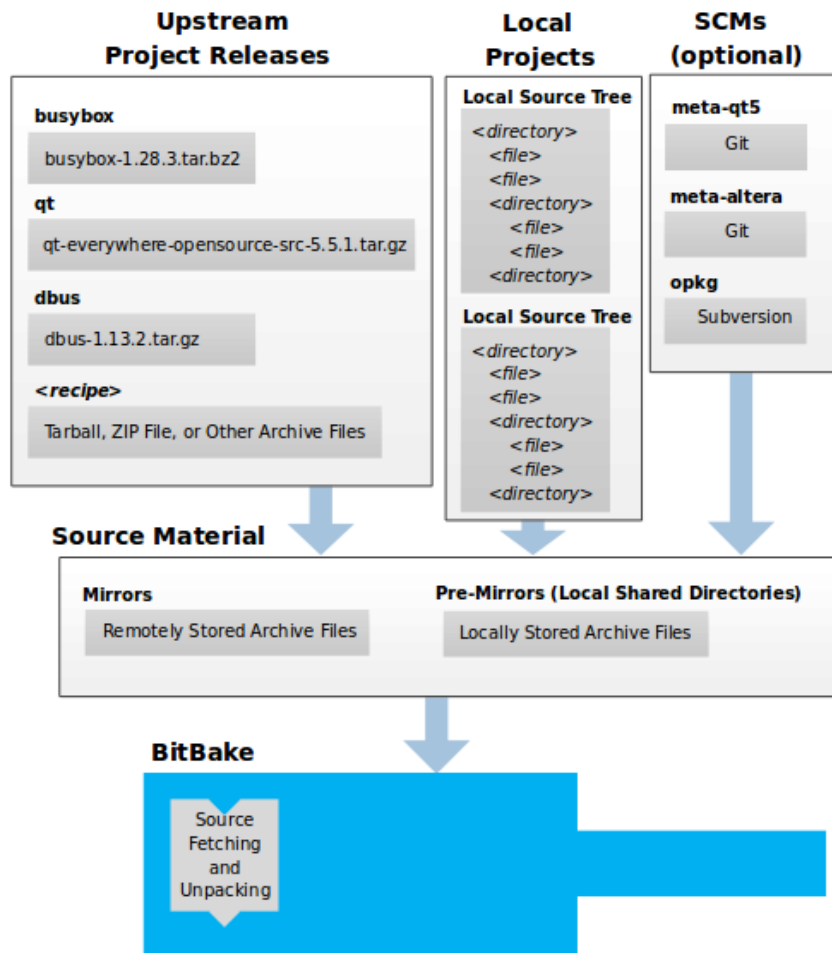 Upstream
Project Releases
busybox
busybox-1.28.3.tar.bz2
qt
qt-everywhere-opensource-src-5.5.1.tar.gz
dbus
dbus-1.13.2.tar.gz
<recipe>
Tarball, ZIP File, or Other Archive Files
Local
Projects
Local Source Tree
<directory>
<file>
<file>
<directory>
<file>
<file>
<directory>
Local Source Tree
<directory>
<file>
<file>
<directory>
<file>
<file>
<directory>
SCMs
(optional)
meta-qt5
Git
meta-altera
Git
opkg
Subversion
Source Material
Mirrors
Remotely Stored Archive Files
Pre-Mirrors (Local Shared Directories)
Locally Stored Archive Files
BitBake
Source
Fetching
and
Unpacking